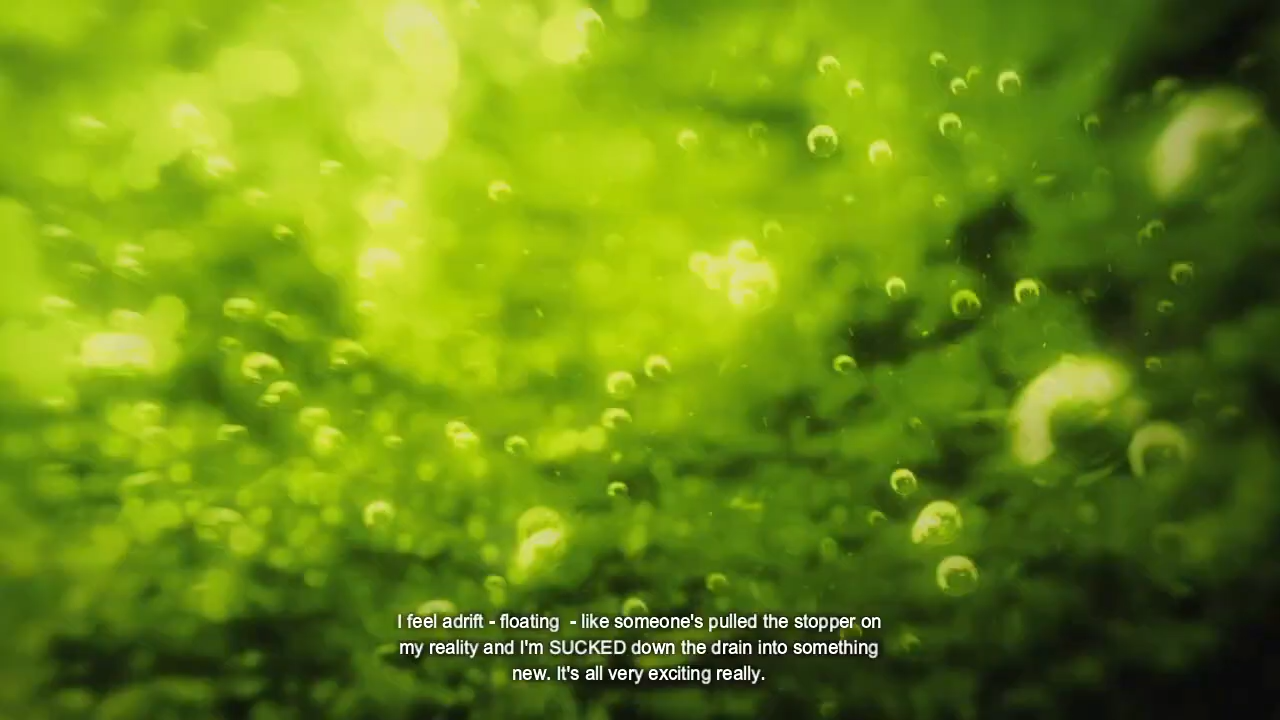 I feel adrift - floating  - like someone's pulled the stopper on
my reality and I'm SUCKED down the drain into something
new. It's all very exciting really.